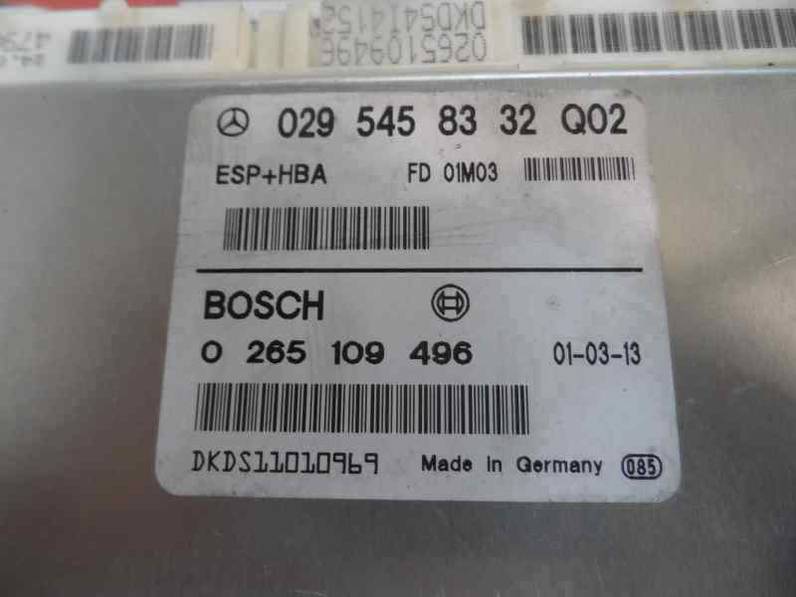 0265109496
DKD541415
029 545 83 32 Q02
ESP+HBA FD 01M03
BOSCH
0 265 109 496 01-03-13
DKDS11010969 Made in Germany 085